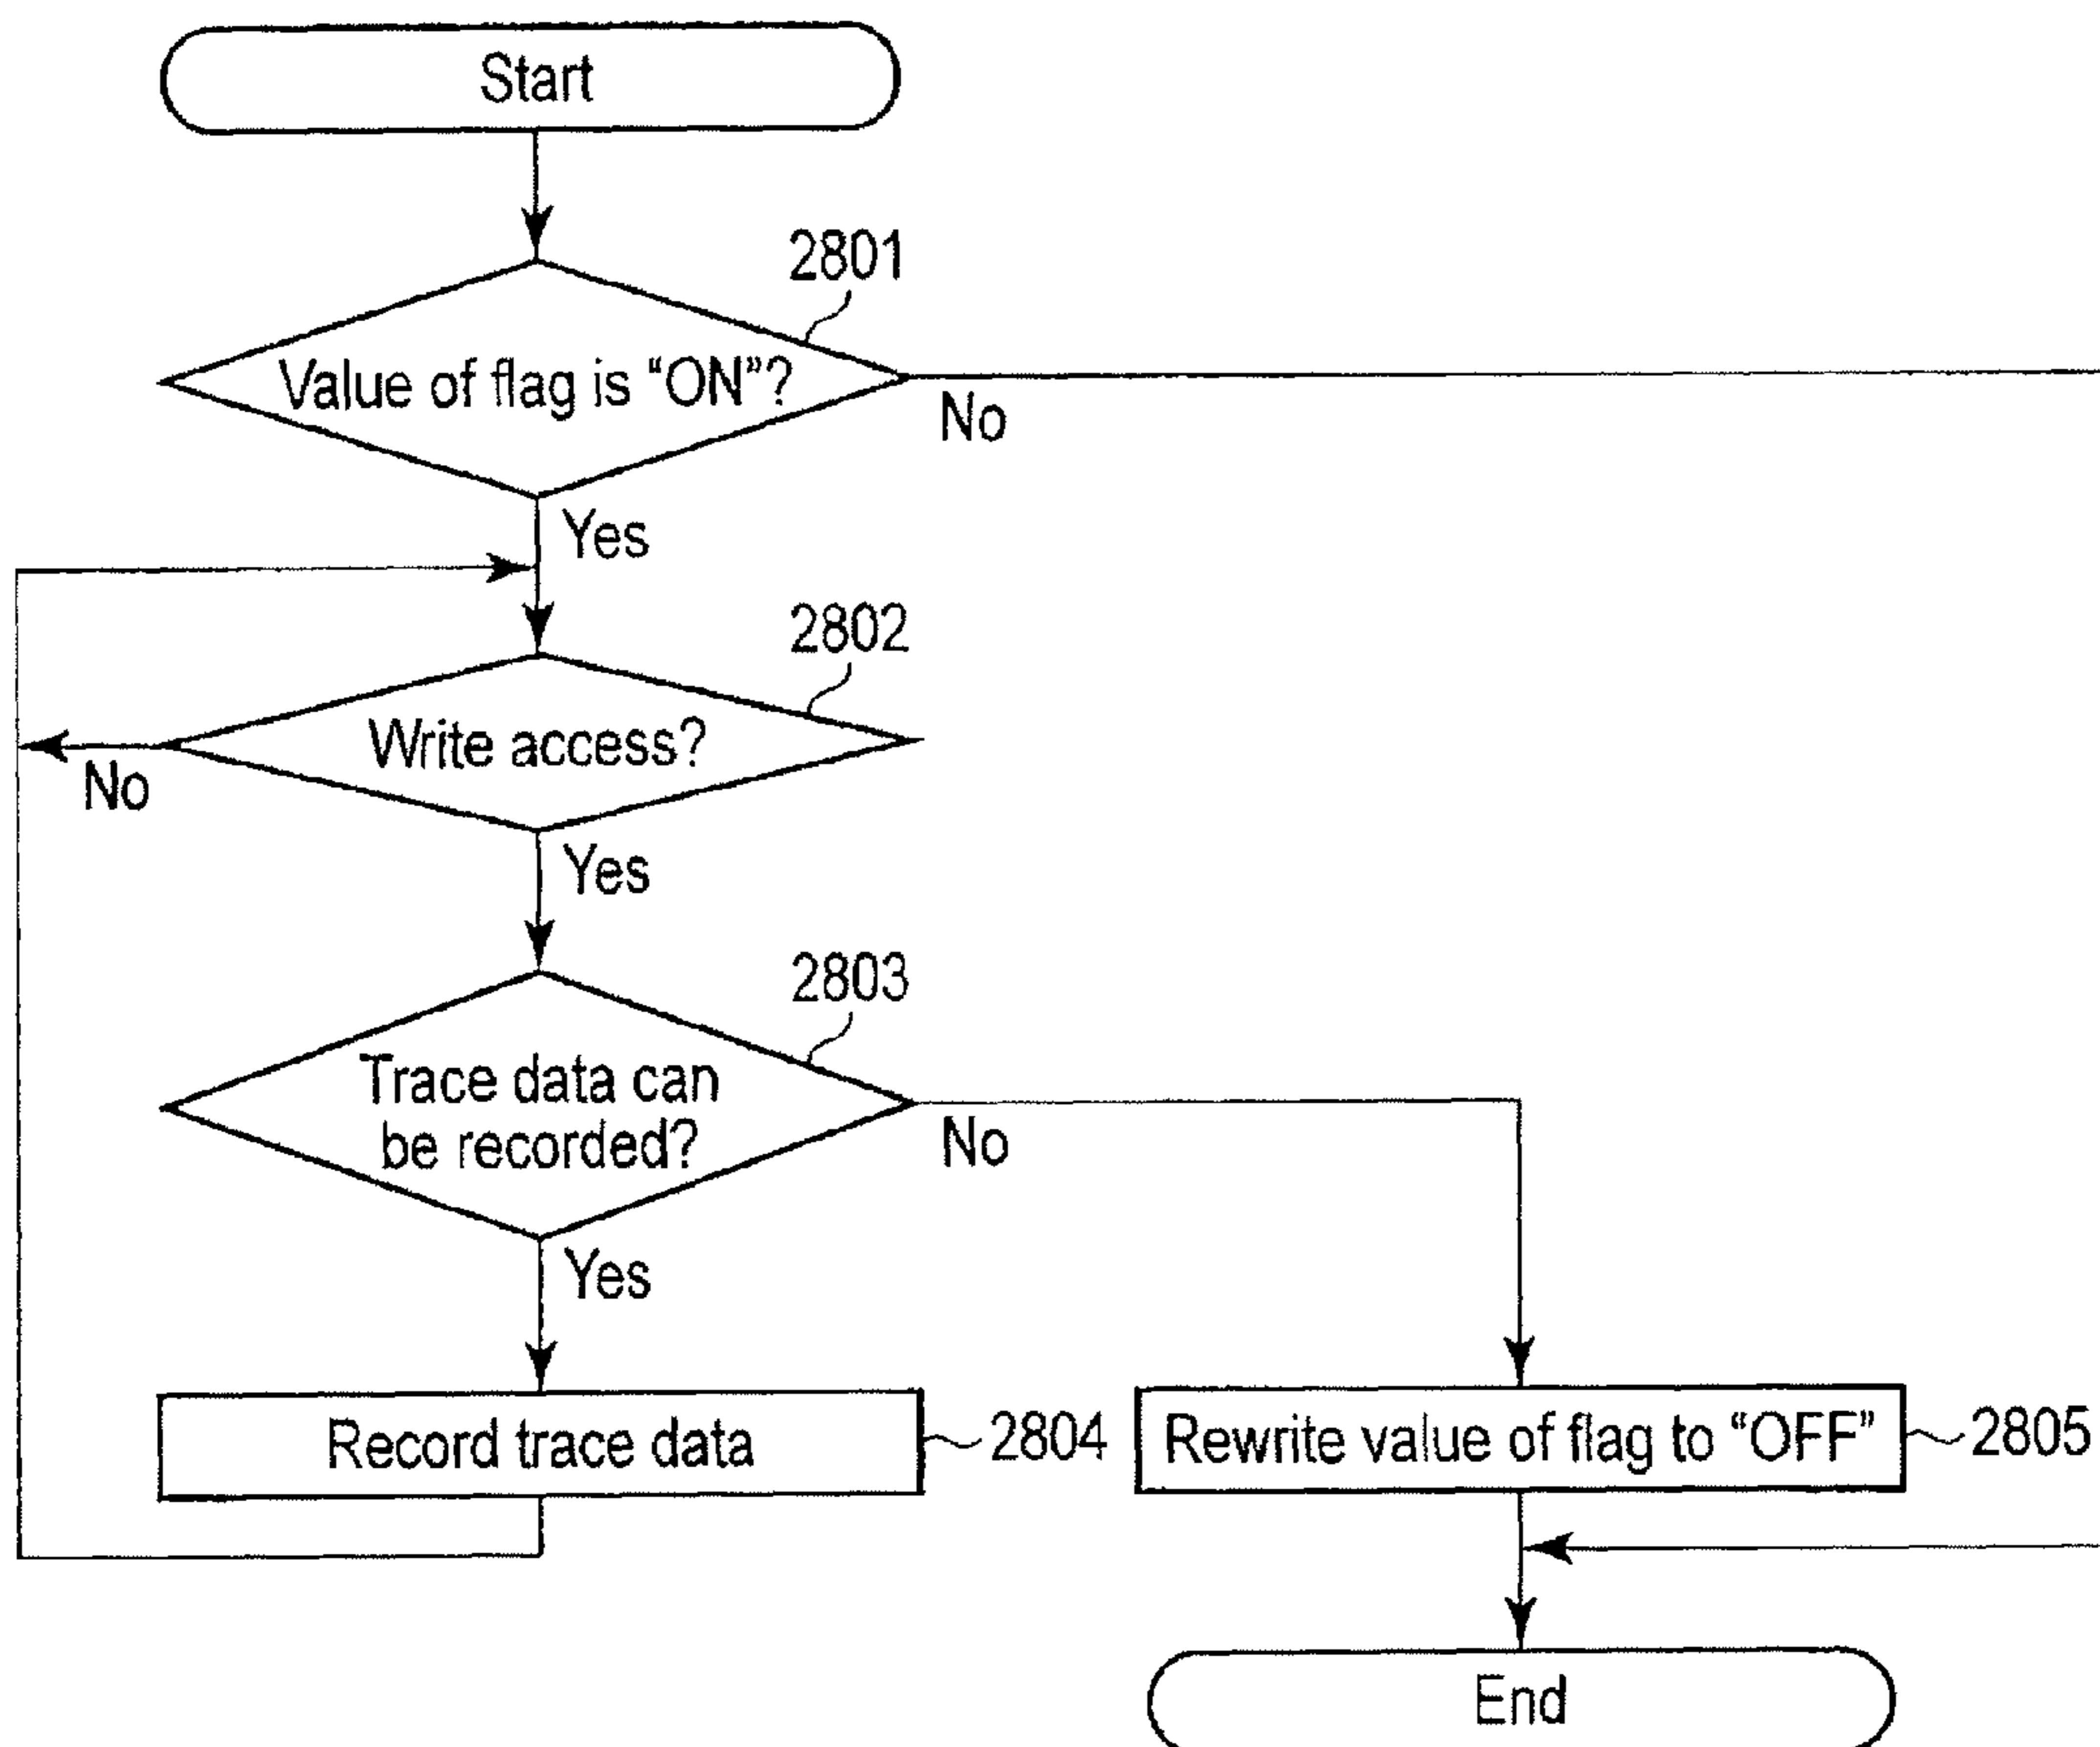 Start
2801
Value of flag is “ON”?
No
Yes
2802
Write access?
No
Yes
2803
Trace data can
be recorded?
No
Yes
Record trace data
2804
Rewrite value of flag to “OFF”
2805
End